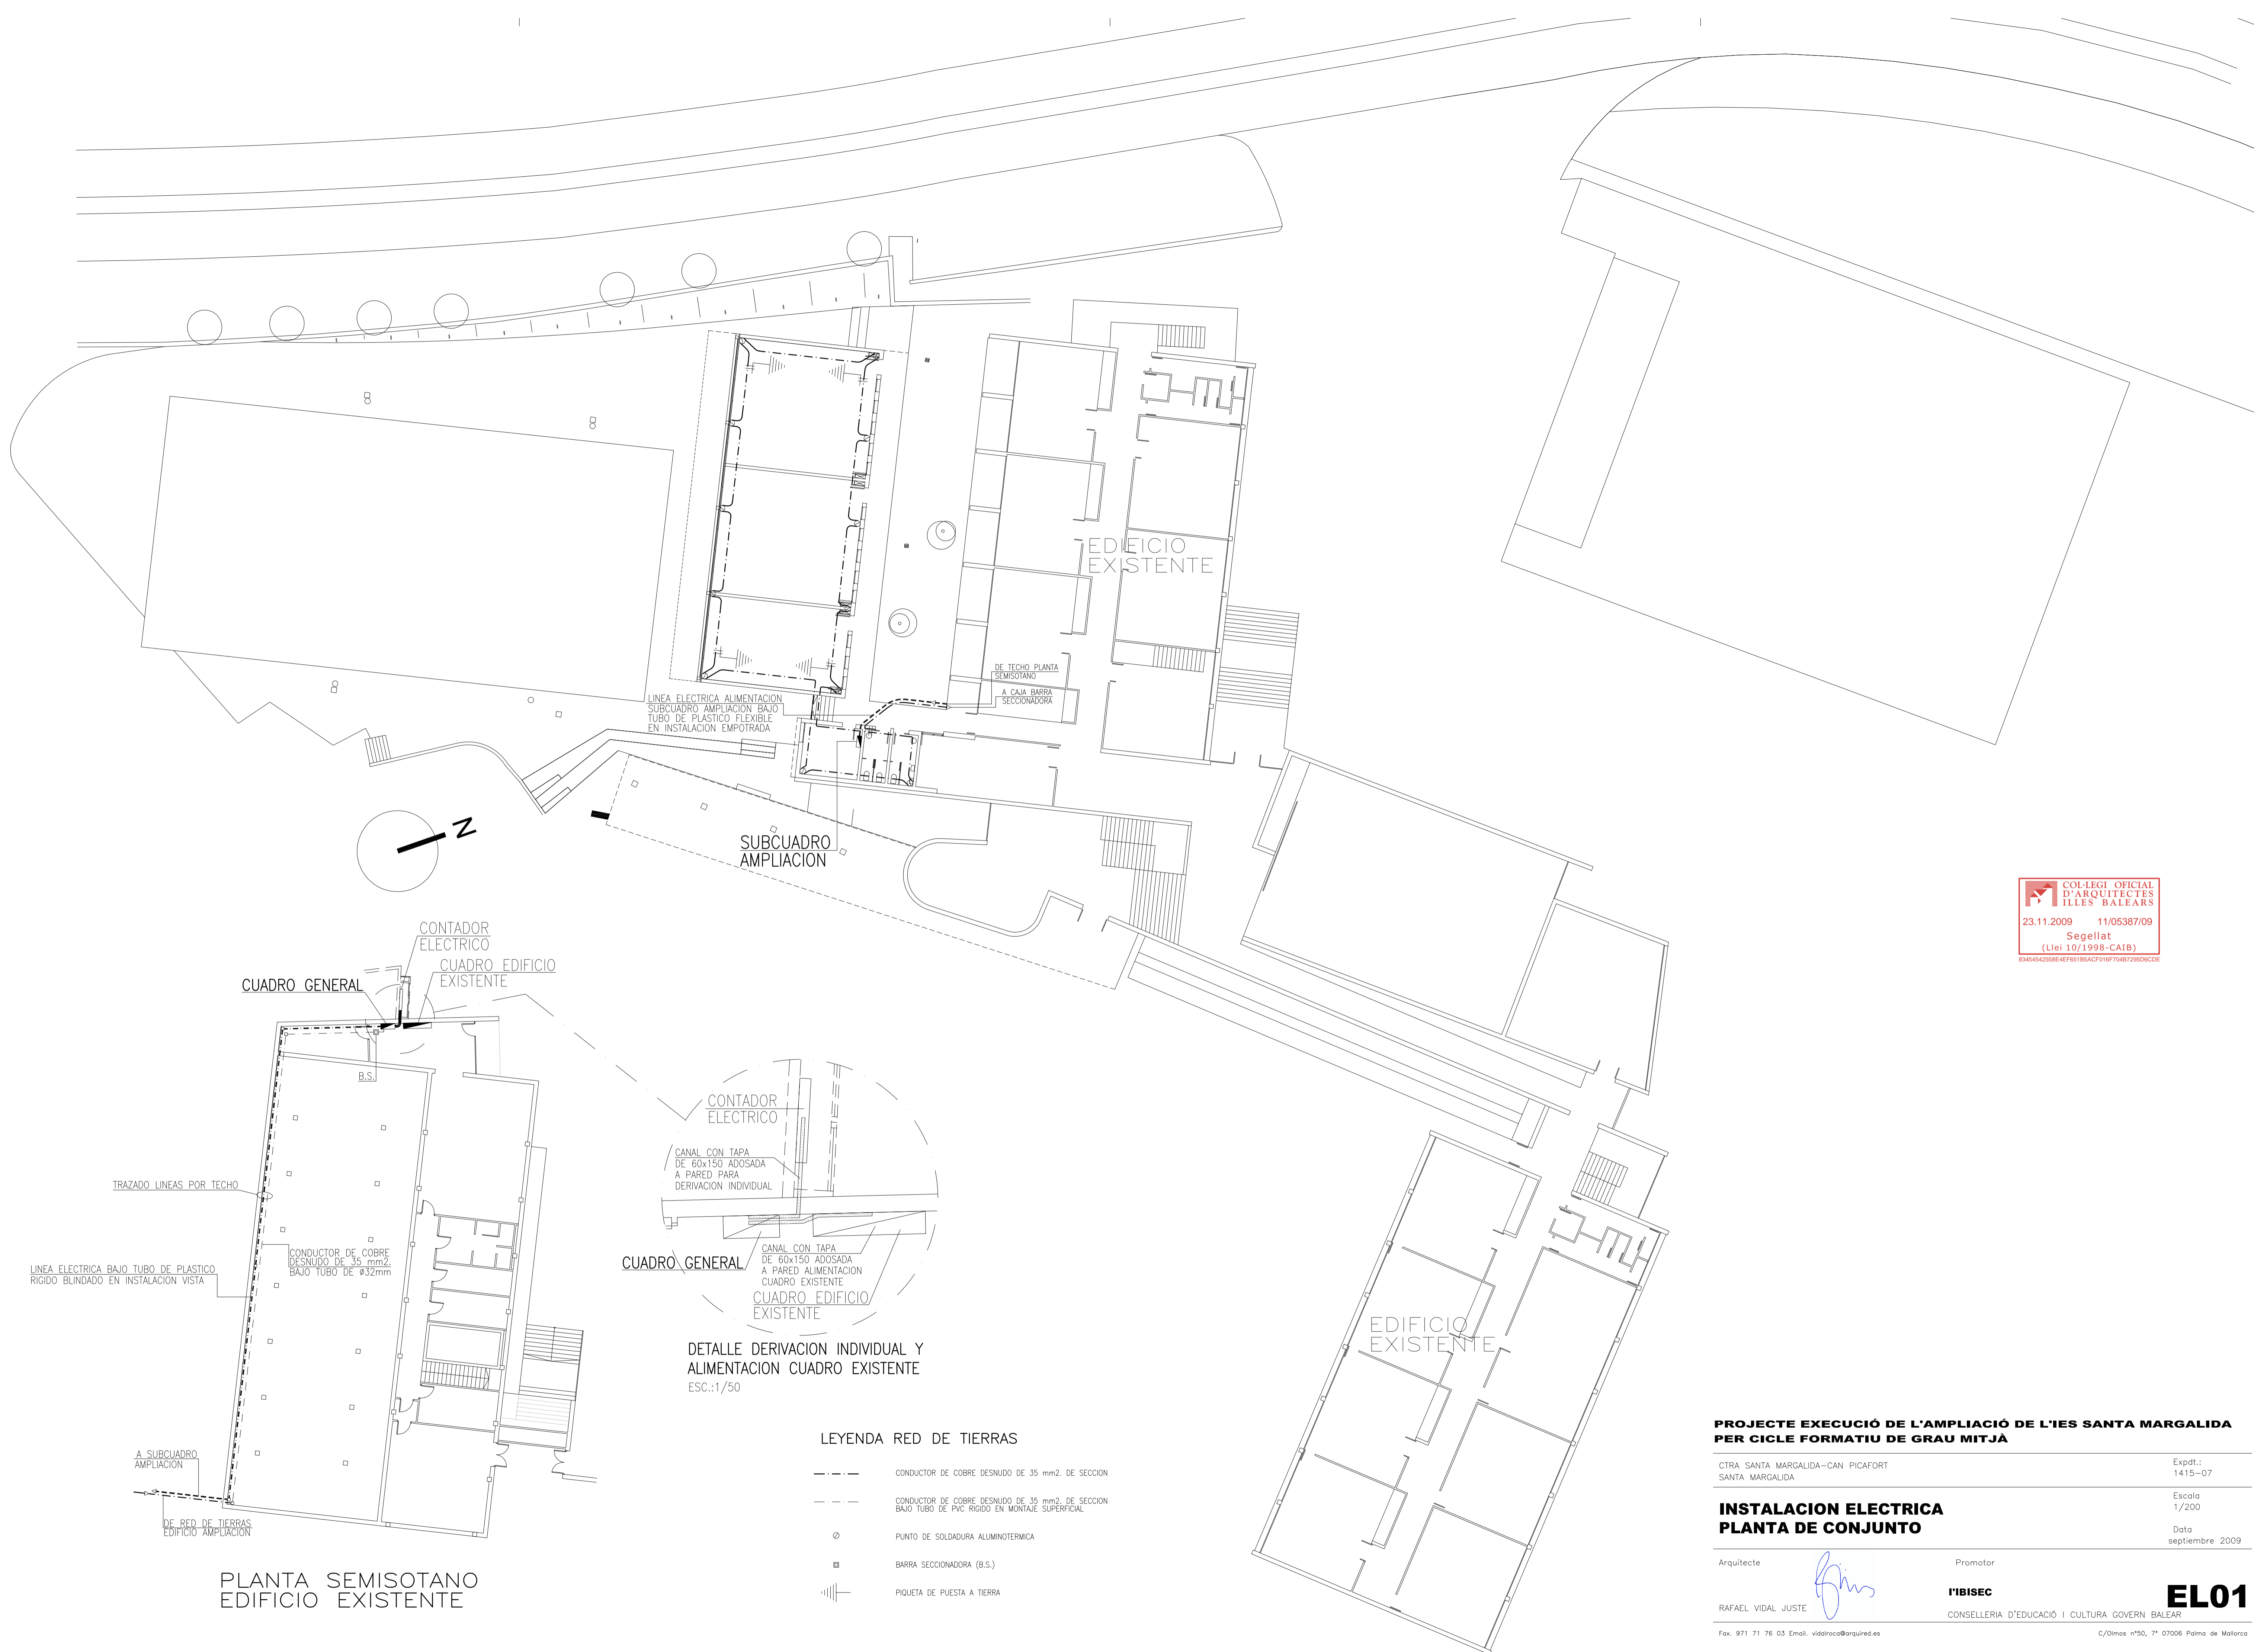 EDIFICIO
EXISTENTE
DE TECHO PLANTA
SEMISOTANO
A CAJA BARRA
SECCIONADORA
LINEA ELECTRICA ALIMENTACION
SUBCUADRO AMPLIACION BAJO
TUBO DE PLASTICO FLEXIBLE
EN INSTALACION EMPOTRADA
N
SUBCUADRO
AMPLIACION
COL·LEGI OFICIAL
D'ARQUITECTES
ILLES BALEARS
23.11.2009 11/05387/09
Segellat
(Llei 10/1998-CAIB)
CONTADOR
ELECTRICO
CUADRO EDIFICIO
EXISTENTE
CUADRO GENERAL
B.S.
TRAZADO LINEAS POR TECHO
CONDUCTOR DE COBRE
DESNUDO DE 35 mm2.
BAJO TUBO DE Ø32mm
LINEA ELECTRICA BAJO TUBO DE PLASTICO
RIGIDO BLINDADO EN INSTALACION VISTA
A SUBCUADRO
AMPLIACION
DE RED DE TIERRAS
EDIFICIO AMPLIACION
PLANTA SEMISOTANO
EDIFICIO EXISTENTE
CONTADOR
ELECTRICO
CANAL CON TAPA
DE 60x150 ADOSADA
A PARED PARA
DERIVACION INDIVIDUAL
CUADRO GENERAL
CANAL CON TAPA
DE 60x150 ADOSADA
A PARED ALIMENTACION
CUADRO EXISTENTE
CUADRO EDIFICIO
EXISTENTE
DETALLE DERIVACION INDIVIDUAL Y
ALIMENTACION CUADRO EXISTENTE
ESC.:1/50
LEYENDA RED DE TIERRAS
CONDUCTOR DE COBRE DESNUDO DE 35 mm2. DE SECCION
CONDUCTOR DE COBRE DESNUDO DE 35 mm2. DE SECCION
BAJO TUBO DE PVC RIGIDO EN MONTAJE SUPERFICIAL
PUNTO DE SOLDADURA ALUMINOTERMICA
BARRA SECCIONADORA (B.S.)
PIQUETA DE PUESTA A TIERRA
EDIFICIO
EXISTENTE
PROJECTE EXECUCIÓ DE L'AMPLIACIÓ DE L'IES SANTA MARGALIDA
PER CICLE FORMATIU DE GRAU MITJÀ
CTRA SANTA MARGALIDA-CAN PICAFORT
SANTA MARGALIDA
Expdt.:
1415-07
INSTALACION ELECTRICA
PLANTA DE CONJUNTO
Escala
1/200
Data
septiembre 2009
Arquitecte
Promotor
RAFAEL VIDAL JUSTE
l'IBISEC
CONSELLERIA D'EDUCACIÓ I CULTURA GOVERN BALEAR
EL01
Fax. 971 71 76 03 Email. vidalroca@arquired.es
C/Olmos nº50, 7º 07006 Palma de Mallorca